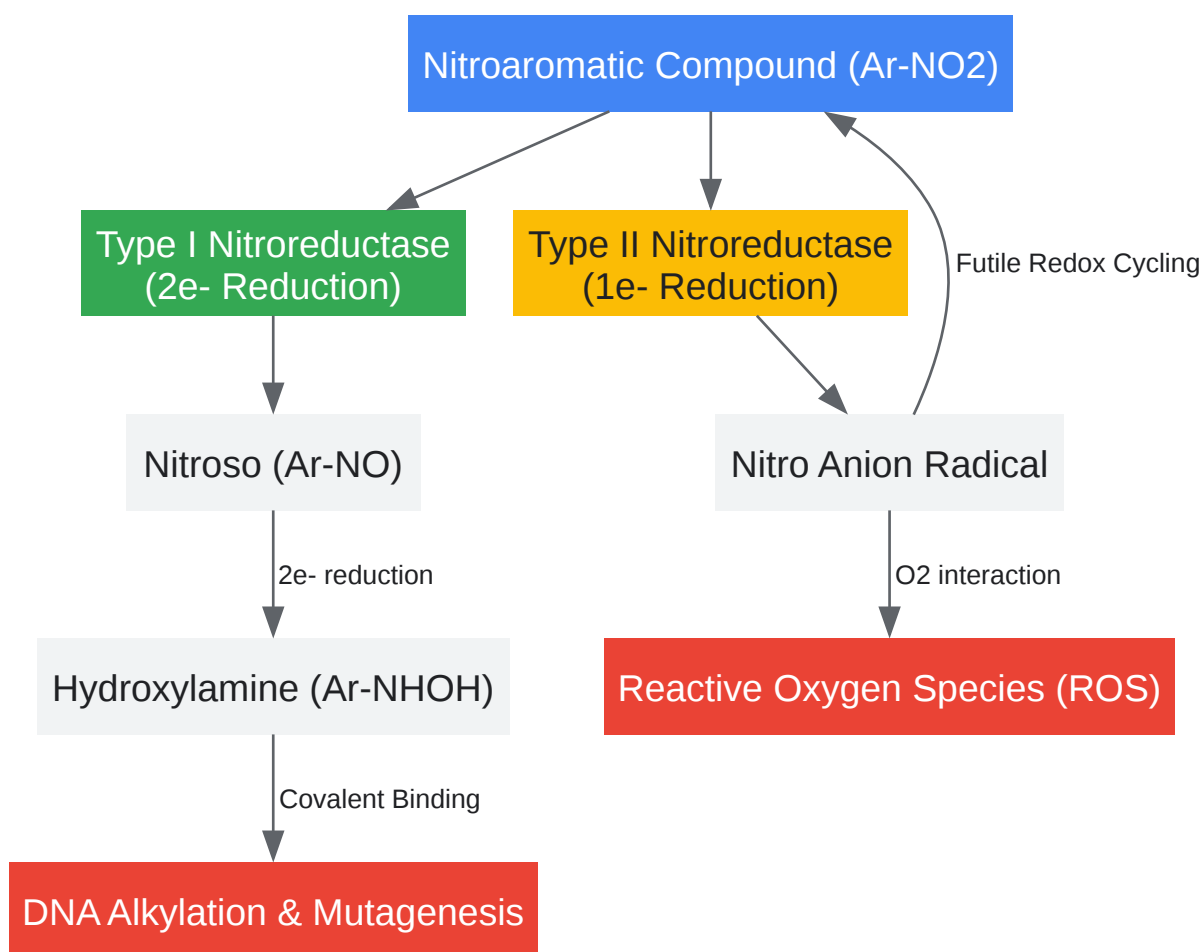 Nitroaromatic Compound (Ar-NO2)
Type I Nitroreductase
(2e- Reduction)
Type II Nitroreductase
(1e- Reduction)
Futile Redox Cycling
Nitroso (Ar-NO)
Nitro Anion Radical
2e- reduction
O2 interaction
Hydroxylamine (Ar-NHOH)
Reactive Oxygen Species (ROS)
Covalent Binding
DNA Alkylation & Mutagenesis